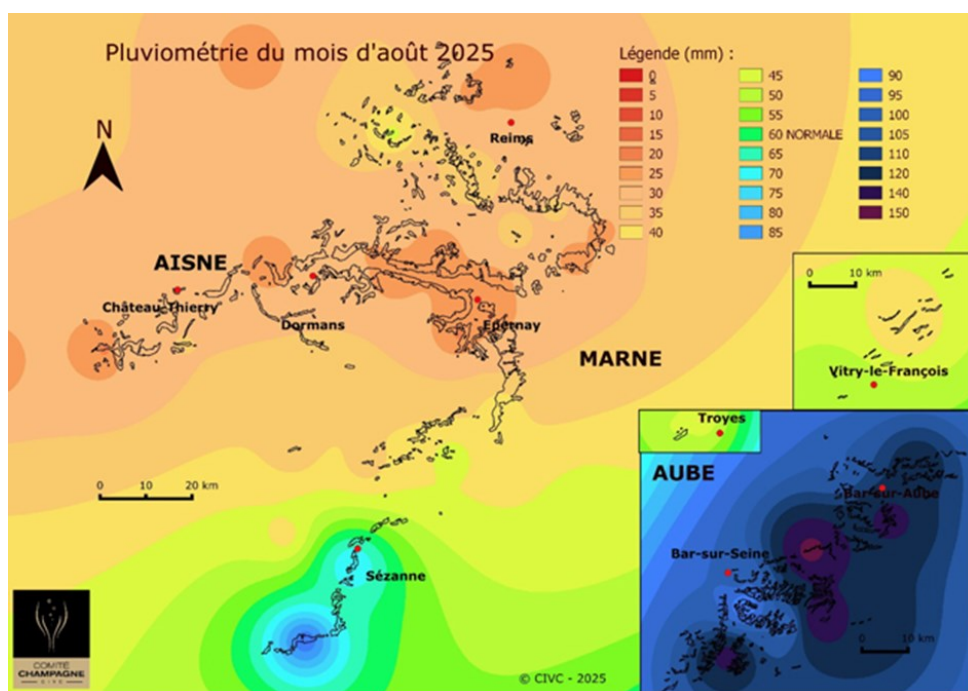 Pluviométrie du mois d'août 2025
Légende (mm) :
0
5
10
15
20
25
30
35
40
45
50
55
60 NORMALE
65
70
75
80
85
90
95
100
105
110
120
140
150
N
Reims
AISNE
Château-Thierry
Dormans
Epernay
MARNE
0 10 km
Vitry-le-François
Troyes
AUBE
Bar-sur-Aube
Bar-sur-Seine
0 10 km
0 10 20 km
Sézanne
COMITÉ
CHAMPAGNE
© CIVC - 2025